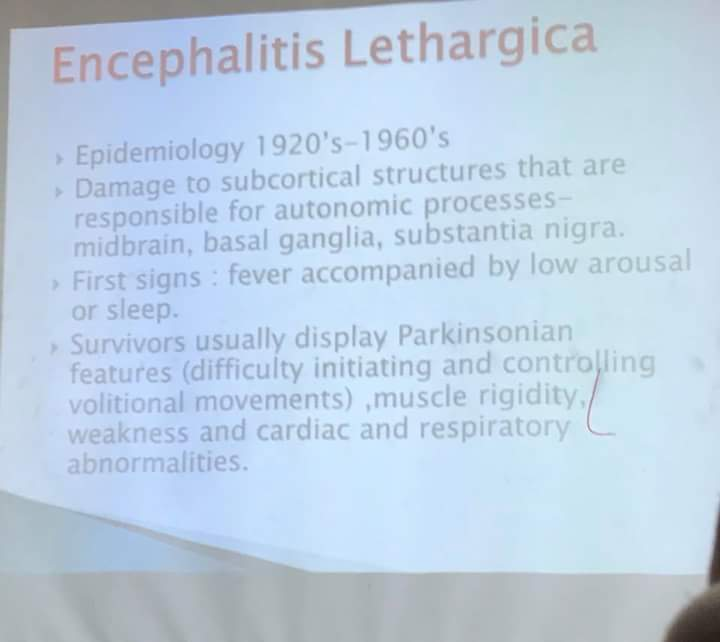 Encephalitis Lethargica
› Epidemiology 1920's-1960's
› Damage to subcortical structures that are
responsible for autonomic processes-
midbrain, basal ganglia, substantia nigra.
› First signs : fever accompanied by low arousal
or sleep.
› Survivors usually display Parkinsonian
features (difficulty initiating and controlling
volitional movements) ,muscle rigidity,
weakness and cardiac and respiratory
abnormalities.